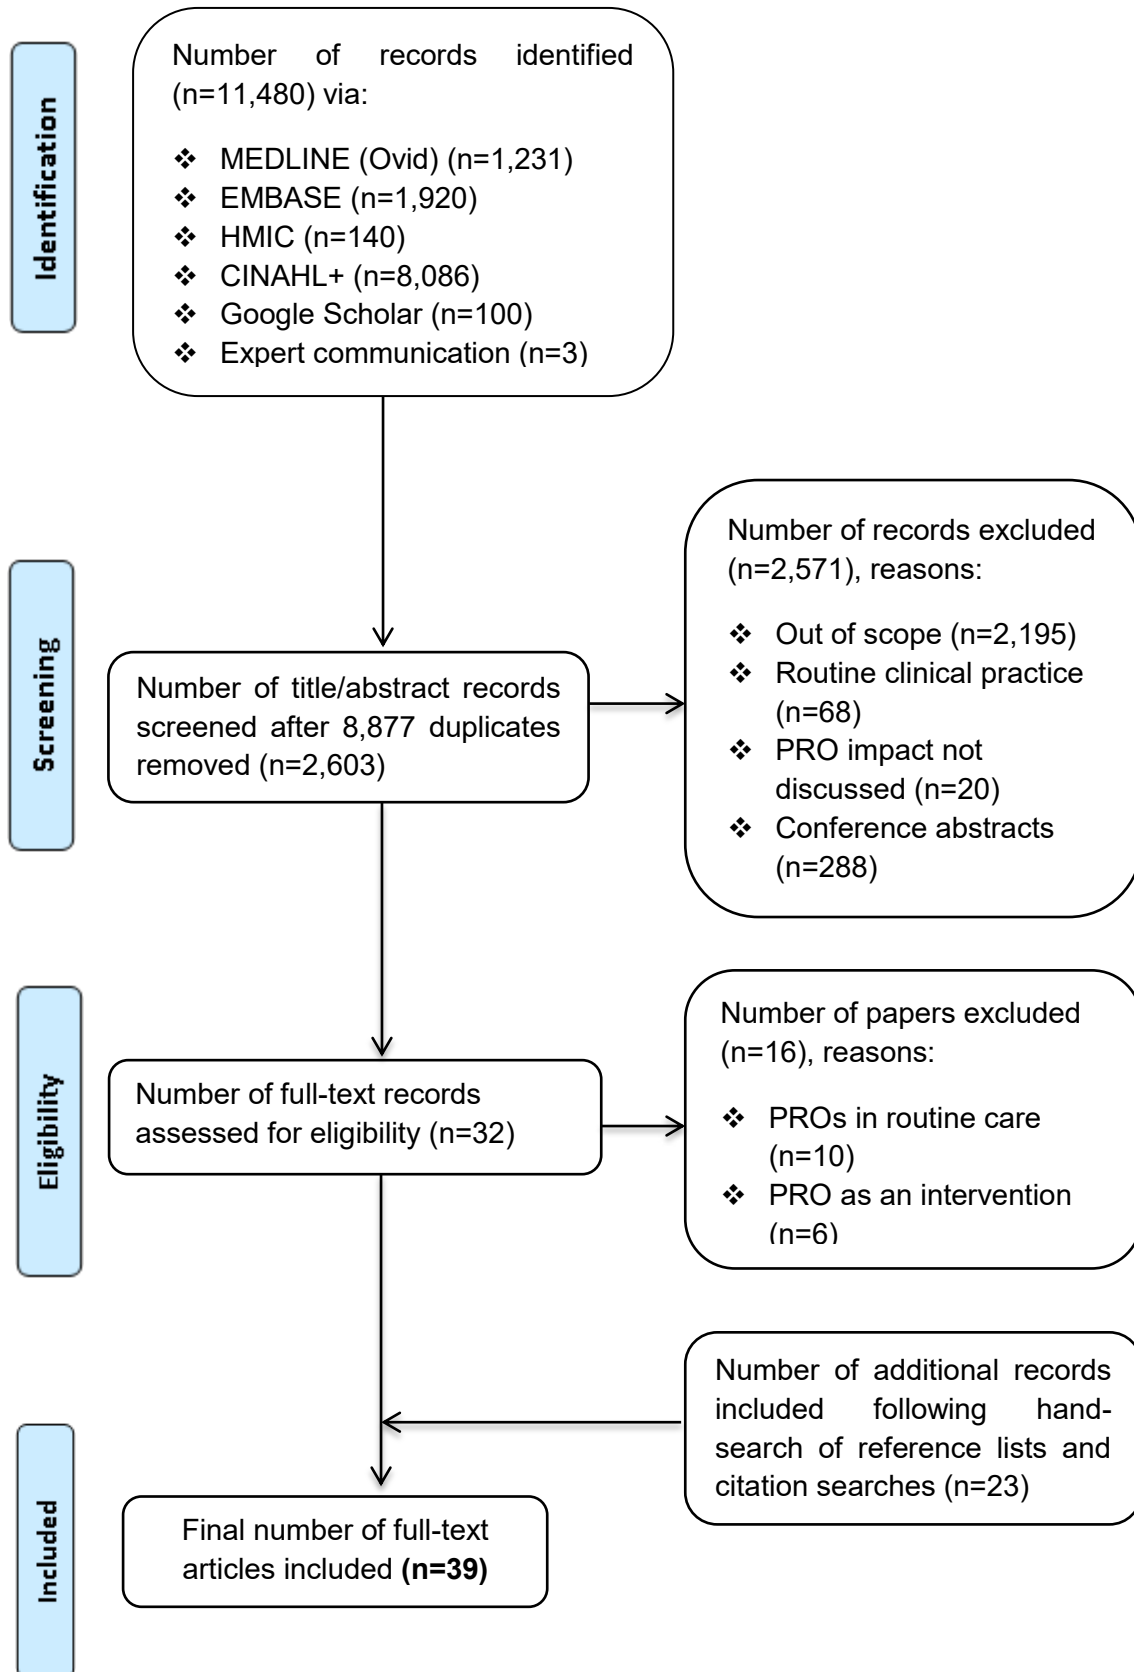 Identification
Number of records identified
(n=11,480) via:
❖ MEDLINE (Ovid) (n=1,231)
❖ EMBASE (n=1,920)
❖ HMIC (n=140)
❖ CINAHL+ (n=8,086)
❖ Google Scholar (n=100)
❖ Expert communication (n=3)
Screening
Number of title/abstract records
screened after 8,877 duplicates
removed (n=2,603)
Number of records excluded
(n=2,571), reasons:
❖ Out of scope (n=2,195)
❖ Routine clinical practice
(n=68)
❖ PRO impact not
discussed (n=20)
❖ Conference abstracts
(n=288)
Eligibility
Number of full-text records
assessed for eligibility (n=32)
Number of papers excluded
(n=16), reasons:
❖ PROs in routine care
(n=10)
❖ PRO as an intervention
(n=6)
Included
Number of additional records
included following hand-
search of reference lists and
citation searches (n=23)
Final number of full-text
articles included (n=39)